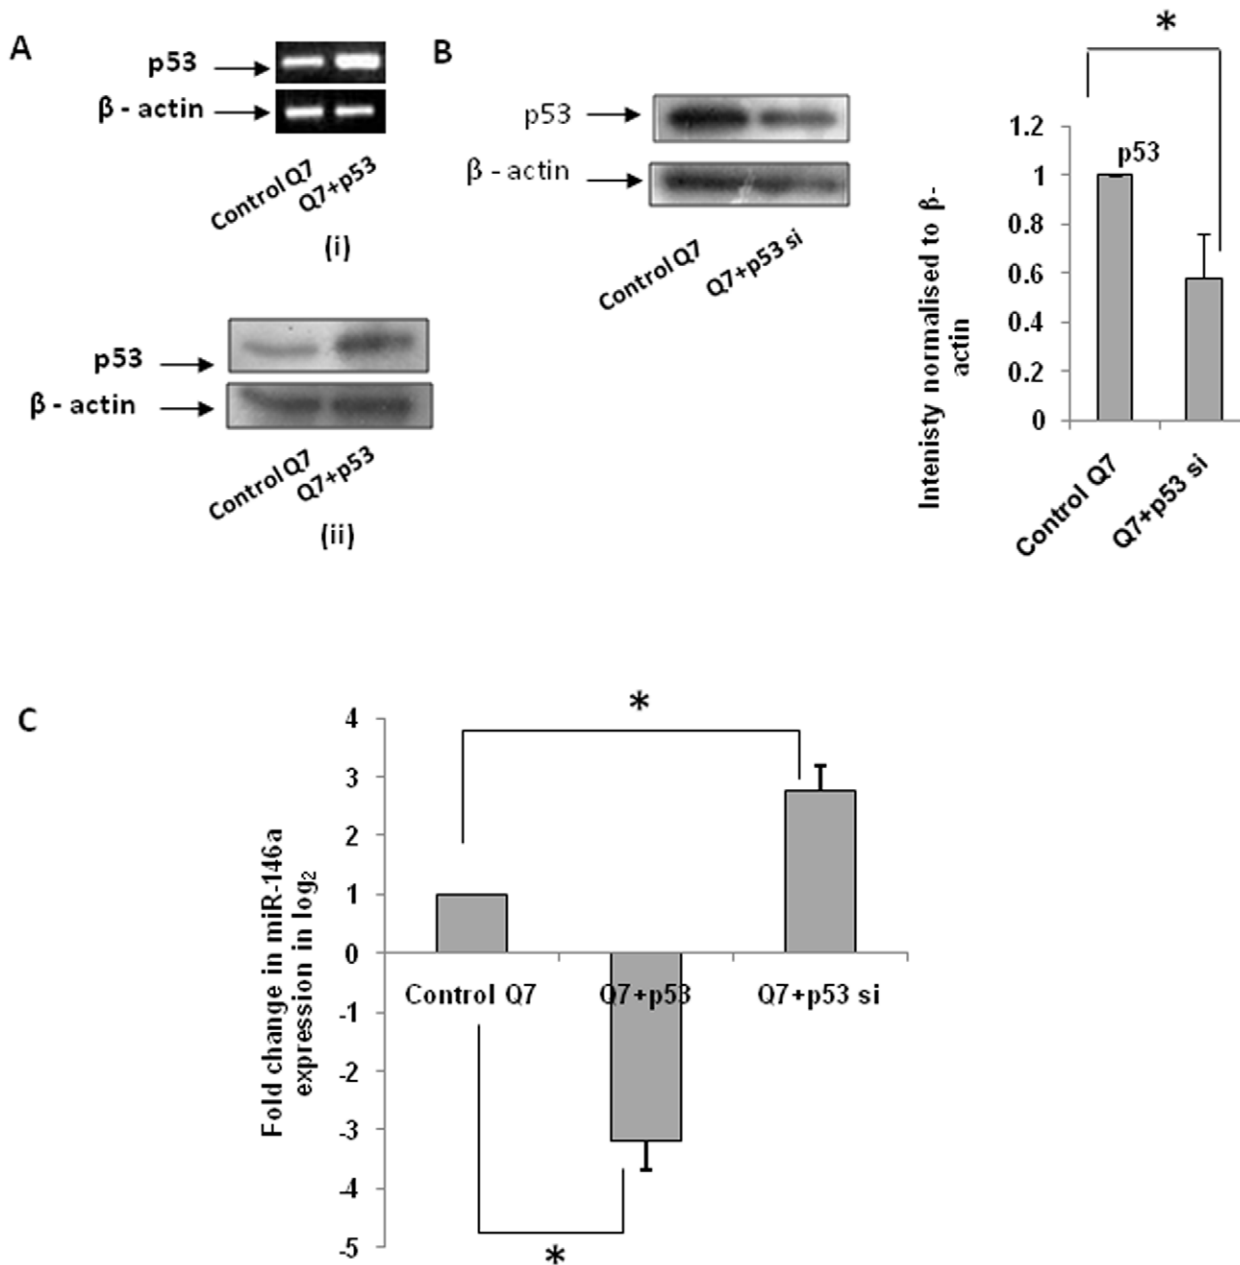 A
p53
β - actin
Control Q7
Q7+p53
(i)
p53
β - actin
Control Q7
Q7+p53
(ii)
B
p53
β - actin
Control Q7
Q7+p53 si
*
Intenisty normalised to β-
actin
1.2
1
0.8
0.6
0.4
0.2
0
p53
Control Q7
Q7+p53 si
C
Fold change in miR-146a
expression in log2
4
3
2
1
0
-1
-2
-3
-4
-5
*
Control Q7
Q7+p53
Q7+p53 si
*